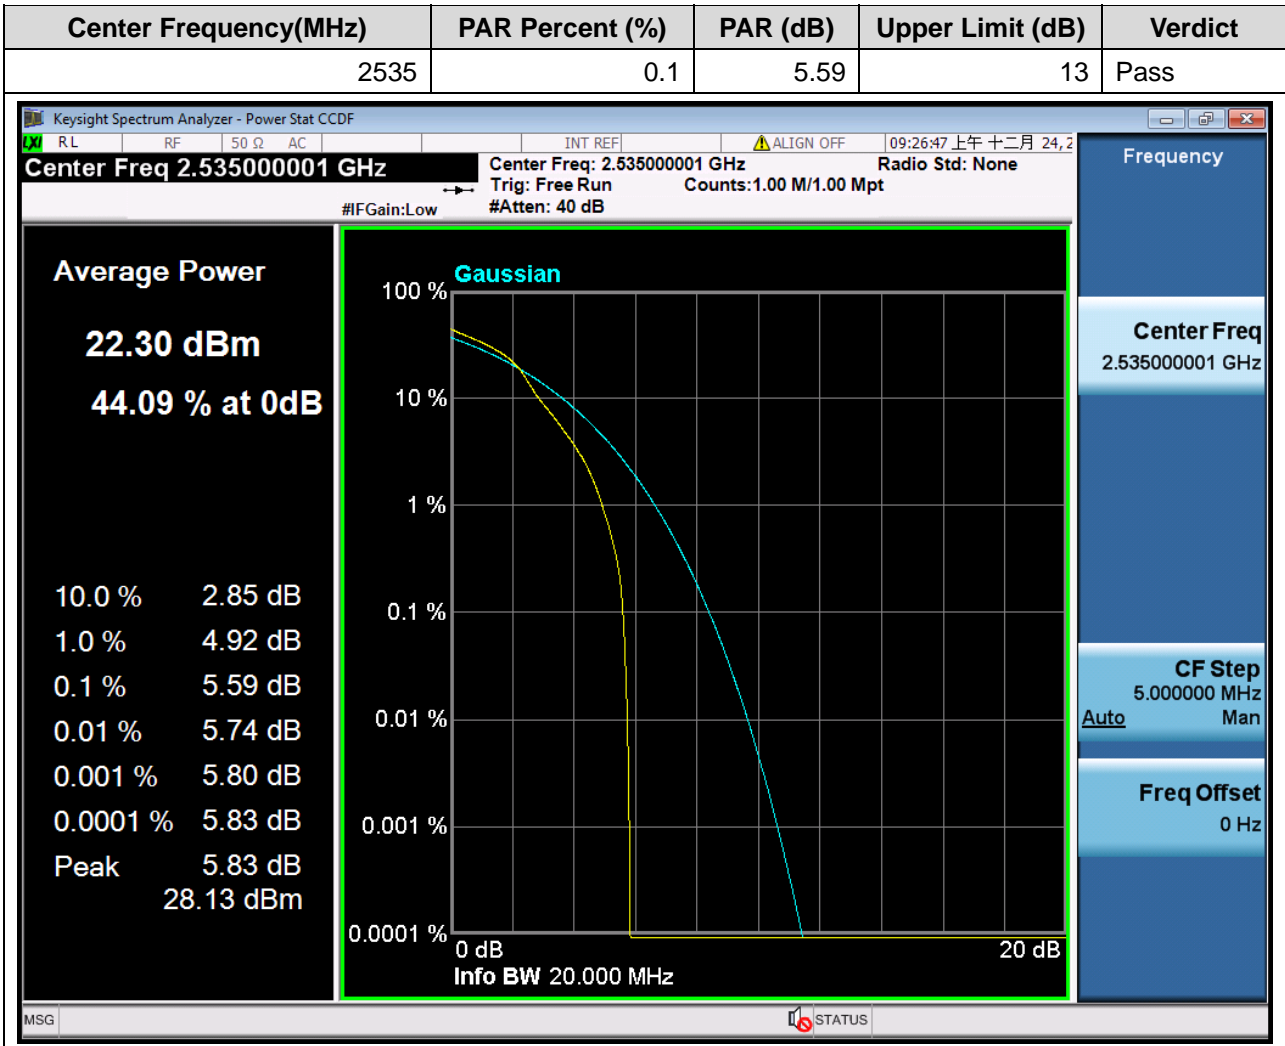 Center Frequency(MHz) PAR Percent (%) PAR (dB) Upper Limit (dB) Verdict
2535 0.1 5.59 13 Pass
Keysight Spectrum Analyzer - Power Stat CCDF
LXI RL RF 50 Ω AC INT REF ALIGN OFF 09:26:47 上午 十二月 24, 2
Center Freq 2.535000001 GHz
Center Freq: 2.535000001 GHz Radio Std: None
Trig: Free Run Counts:1.00 M/1.00 Mpt
#IFGain:Low #Atten: 40 dB
Average Power
22.30 dBm
44.09 % at 0dB
10.0 % 2.85 dB
1.0 % 4.92 dB
0.1 % 5.59 dB
0.01 % 5.74 dB
0.001 % 5.80 dB
0.0001 % 5.83 dB
Peak 5.83 dB
28.13 dBm
Gaussian
100 %
10 %
1 %
0.1 %
0.01 %
0.001 %
0.0001 %
0 dB 20 dB
Info BW 20.000 MHz
Frequency
Center Freq
2.535000001 GHz
CF Step
5.000000 MHz
Auto Man
Freq Offset
0 Hz
MSG STATUS